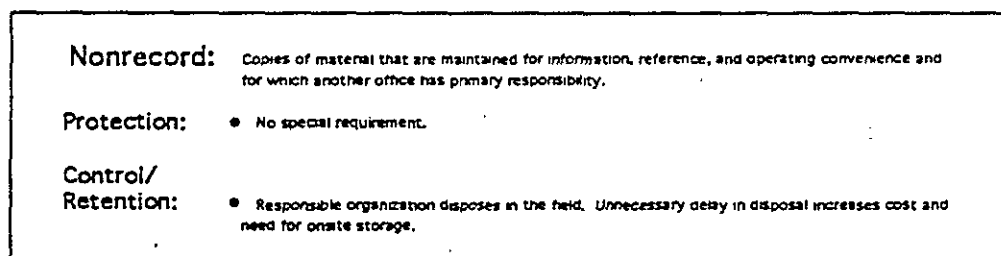 Nonrecord: Copies of material that are maintained for information, reference, and operating convenience and
for which another office has primary responsibility.
Protection: • No special requirement.
Control/
Retention: • Responsible organization disposes in the field. Unnecessary delay in disposal increases cost and
need for onsite storage.